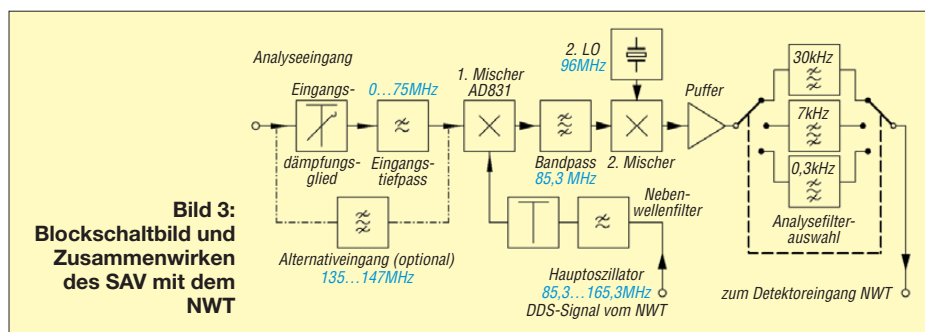 Analyseeingang
Eingangs-
dämpfungs-
glied
0...75MHz
Eingangs-
tiefpass
1. Mischer
AD831
2. LO
96MHz
Bandpass
85,3 MHz
2. Mischer
Puffer
30kHz
7kHz
0,3kHz
Analysefilter-
auswahl
Neben-
wellenfilter
Alternativeingang (optional)
135...147MHz
Hauptoszillator
85,3...165,3MHz
DDS-Signal vom NWT
zum Detektoreingang NWT
Bild 3:
Blockschaltbild und
Zusammenwirken
des SAV mit dem
NWT